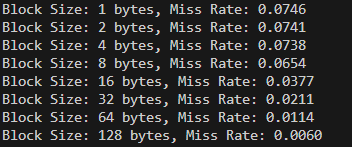 Block Size: 1 bytes, Miss Rate: 0.0746
Block Size: 2 bytes, Miss Rate: 0.0741
Block Size: 4 bytes, Miss Rate: 0.0738
Block Size: 8 bytes, Miss Rate: 0.0654
Block Size: 16 bytes, Miss Rate: 0.0377
Block Size: 32 bytes, Miss Rate: 0.0211
Block Size: 64 bytes, Miss Rate: 0.0114
Block Size: 128 bytes, Miss Rate: 0.0060